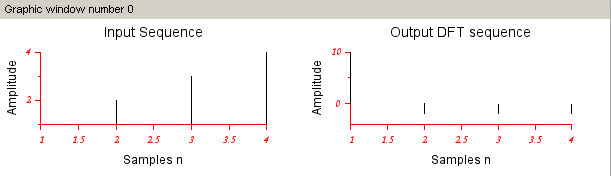 Graphic window number 0
Input Sequence
Output DFT sequence
4
2
Amplitude
1 1.5 2 2.5 3 3.5 4
Samples n
10
0
Amplitude
1 1.5 2 2.5 3 3.5 4
Samples n